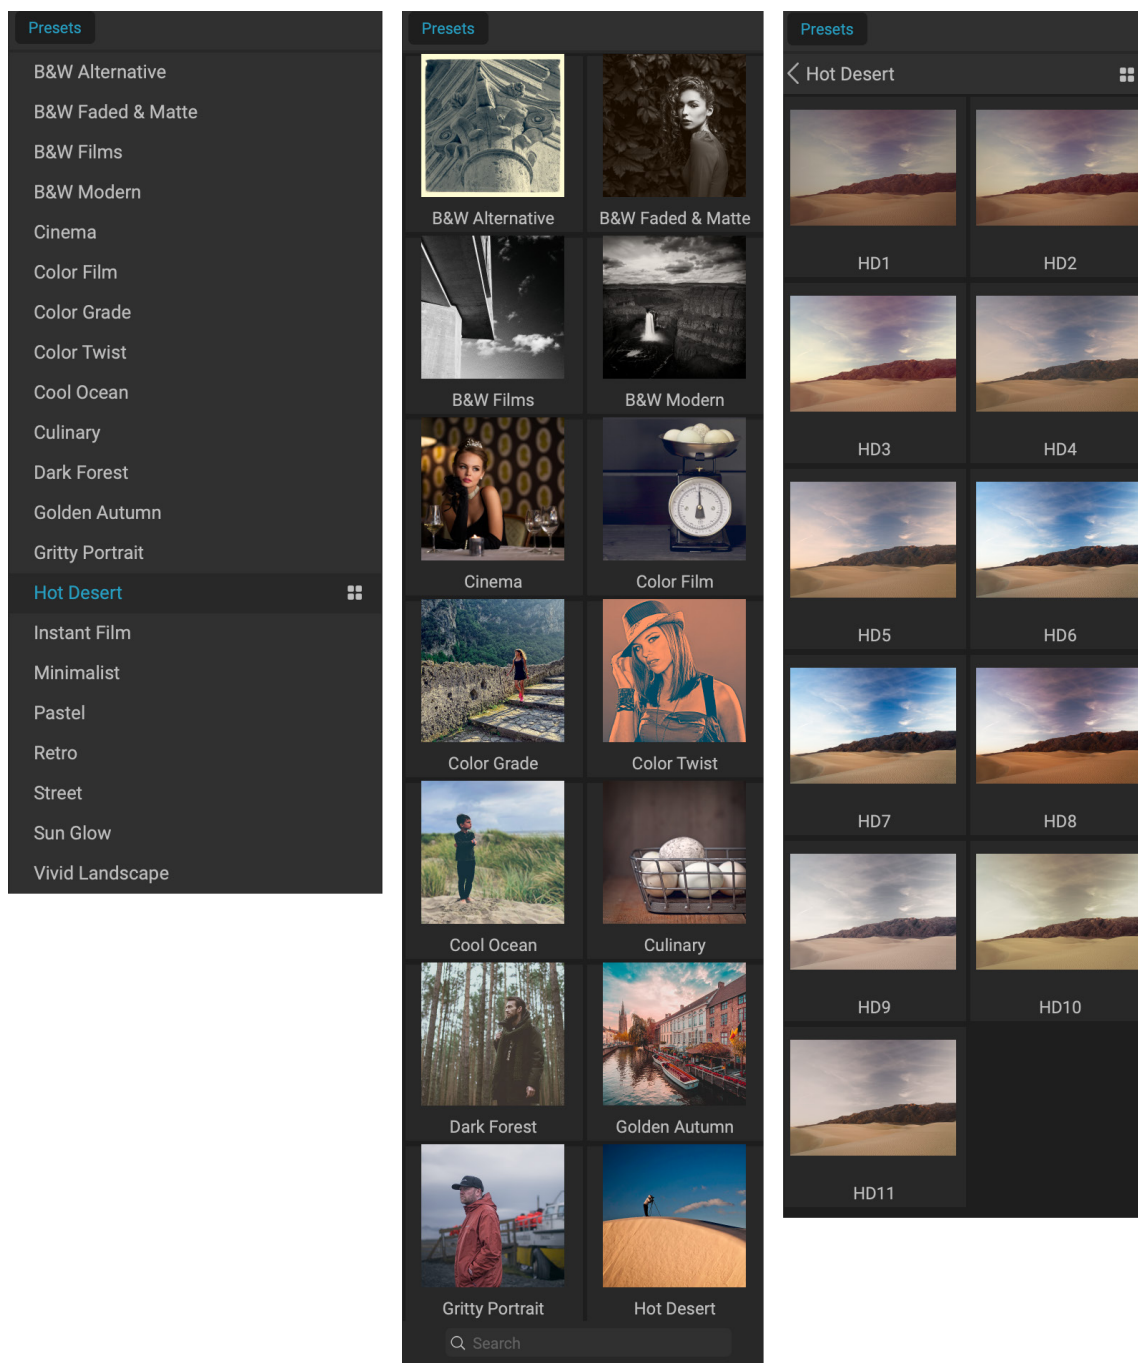 Presets
B&W Alternative
B&W Faded & Matte
B&W Films
B&W Modern
Cinema
Color Film
Color Grade
Color Twist
Cool Ocean
Culinary
Dark Forest
Golden Autumn
Gritty Portrait
Hot Desert
Instant Film
Minimalist
Pastel
Retro
Street
Sun Glow
Vivid Landscape
Presets
B&W Alternative B&W Faded & Matte
B&W Films B&W Modern
Cinema Color Film
Color Grade Color Twist
Cool Ocean Culinary
Dark Forest Golden Autumn
Gritty Portrait Hot Desert
Search
Presets
Hot Desert
HD1 HD2
HD3 HD4
HD5 HD6
HD7 HD8
HD9 HD10
HD11